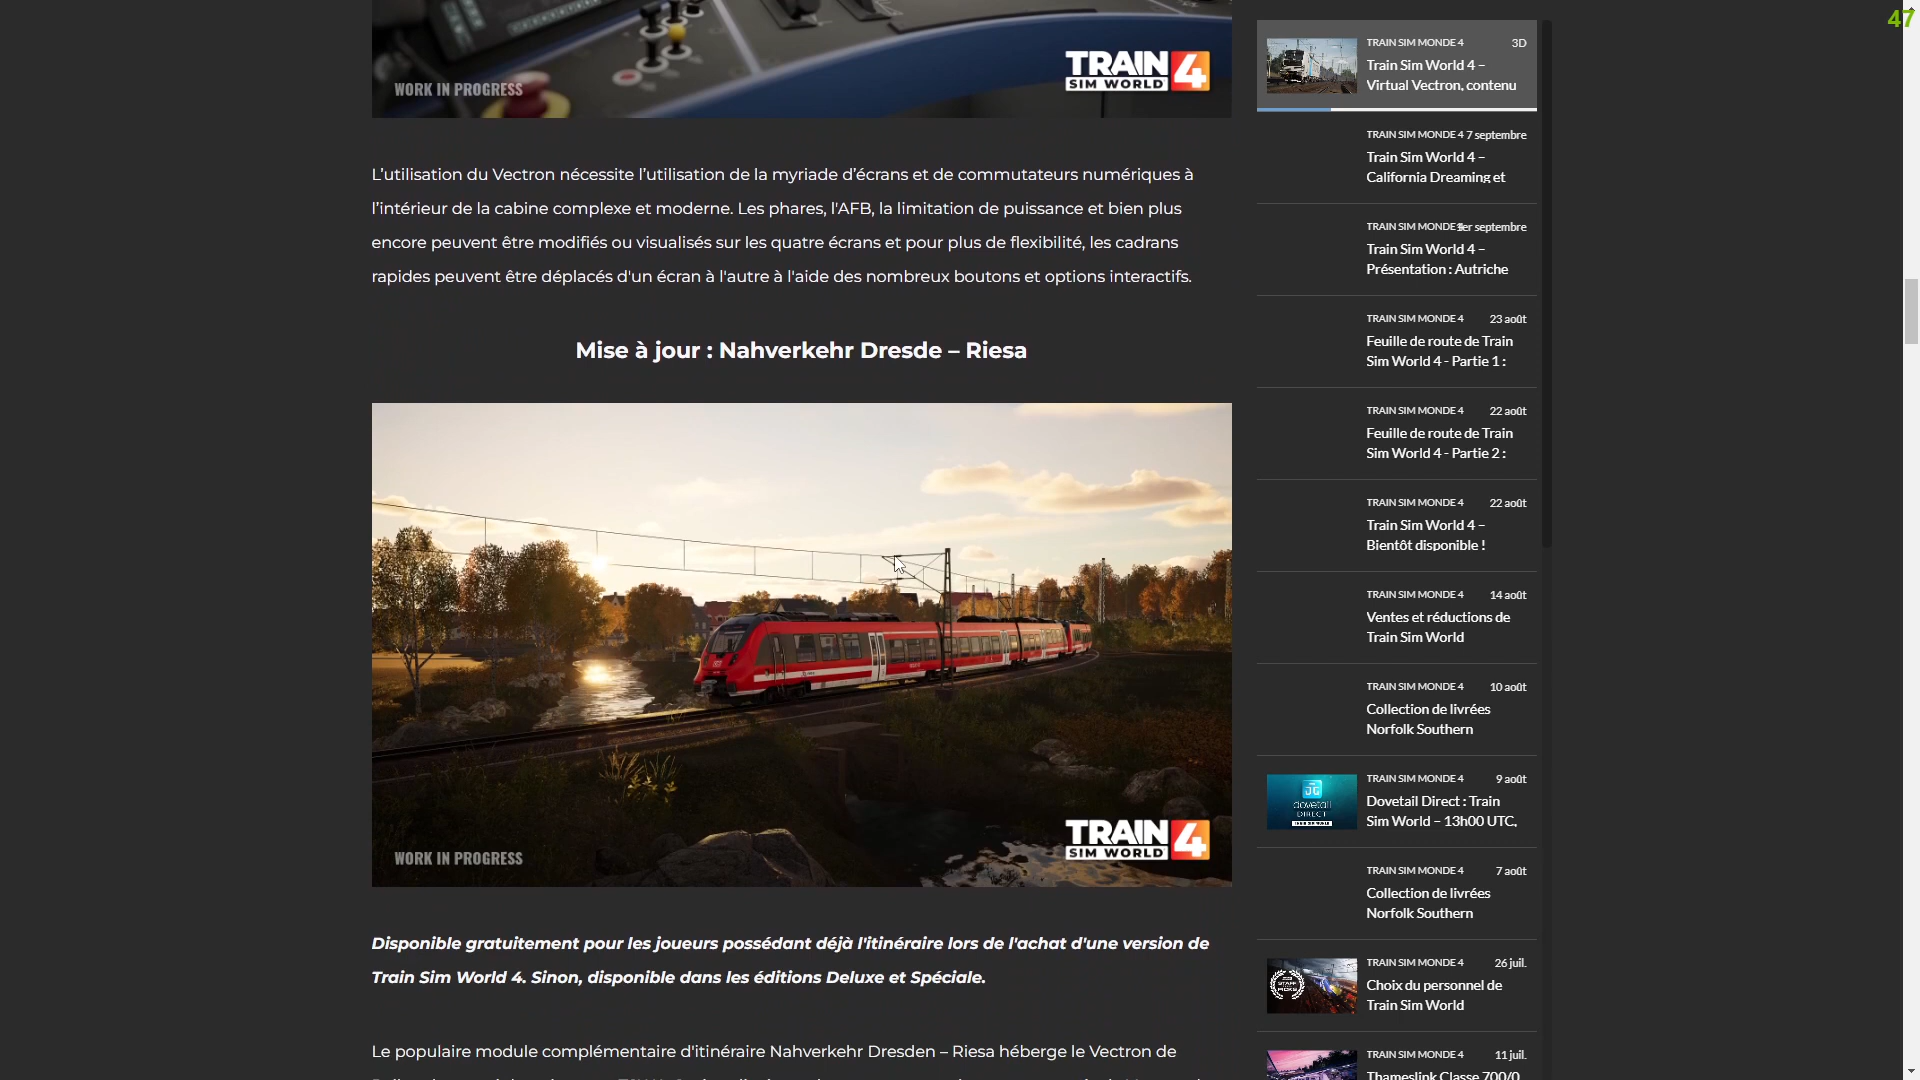 47
WORK IN PROGRESS
TRAIN
SIM WORLD 4
L'utilisation du Vectron nécessite l'utilisation de la myriade d'écrans et de commutateurs numériques à
l'intérieur de la cabine complexe et moderne. Les phares, l'AFB, la limitation de puissance et bien plus
encore peuvent être modifiés ou visualisés sur les quatre écrans et pour plus de flexibilité, les cadrans
rapides peuvent être déplacés d'un écran à l'autre à l'aide des nombreux boutons et options interactifs.
Mise à jour : Nahverkehr Dresde – Riesa
WORK IN PROGRESS
TRAIN
SIM WORLD 4
Disponible gratuitement pour les joueurs possédant déjà l'itinéraire lors de l'achat d'une version de
Train Sim World 4. Sinon, disponible dans les éditions Deluxe et Spéciale.
Le populaire module complémentaire d'itinéraire Nahverkehr Dresden – Riesa héberge le Vectron de
TRAIN SIM MONDE 4 3D
Train Sim World 4 –
Virtual Vectron, contenu
TRAIN SIM MONDE 4 7 septembre
Train Sim World 4 –
California Dreaming et
TRAIN SIM MONDE 1er septembre
Train Sim World 4 –
Présentation : Autriche
TRAIN SIM MONDE 4 23 août
Feuille de route de Train
Sim World 4 - Partie 1 :
TRAIN SIM MONDE 4 22 août
Feuille de route de Train
Sim World 4 - Partie 2 :
TRAIN SIM MONDE 4 22 août
Train Sim World 4 –
Bientôt disponible !
TRAIN SIM MONDE 4 14 août
Ventes et réductions de
Train Sim World
TRAIN SIM MONDE 4 10 août
Collection de livrées
Norfolk Southern
dovetail
DIRECT
TRAIN SIM MONDE 4 9 août
Dovetail Direct : Train
Sim World – 13h00 UTC,
TRAIN SIM MONDE 4 7 août
Collection de livrées
Norfolk Southern
STAFF
PICKS
TRAIN SIM MONDE 4 26 juil.
Choix du personnel de
Train Sim World
TRAIN SIM MONDE 4 11 juil.
Thameslink Classe 700/0